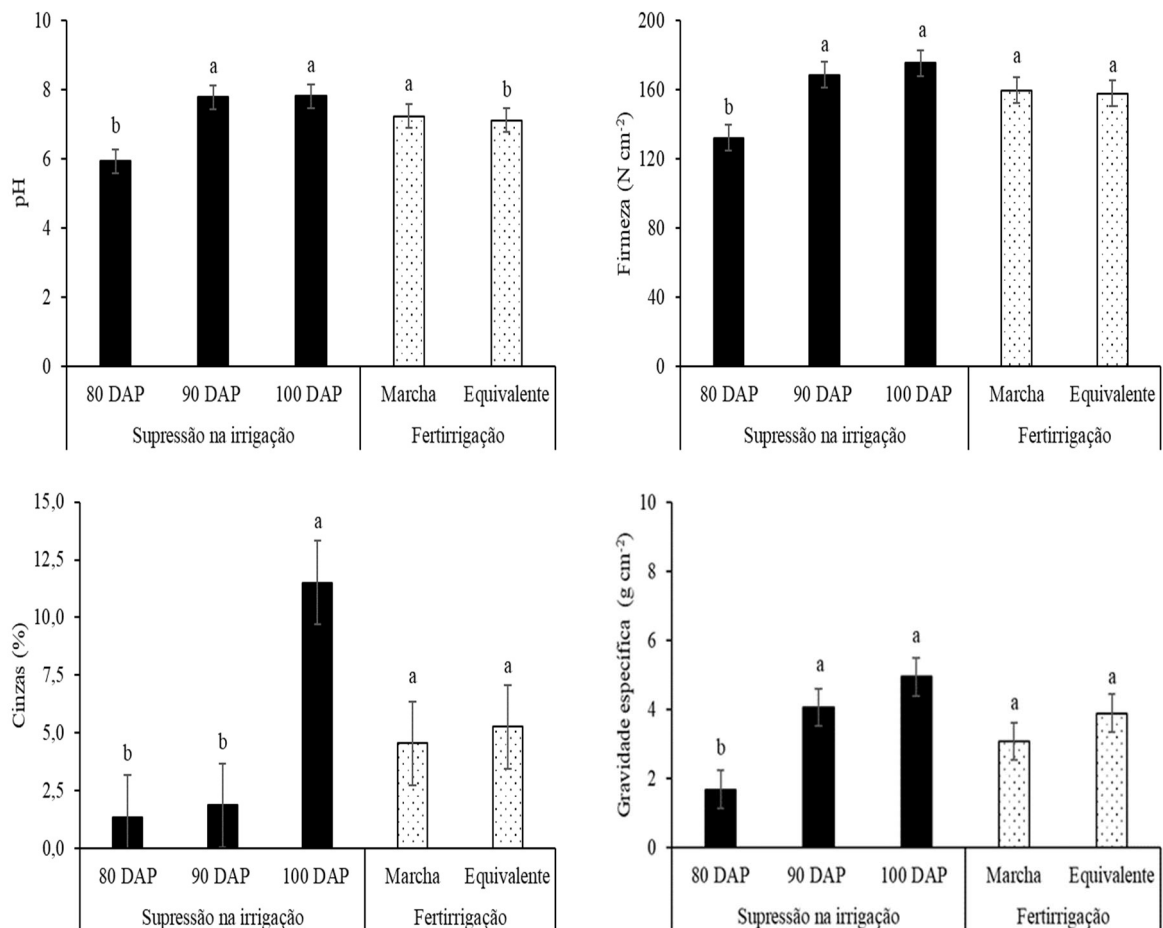 pH
10
8
6
4
2
0
b
a
a
a
b
80 DAP 90 DAP 100 DAP Marcha Equivalente
Supressão na irrigação Fertirrigação
Firmeza (N cm⁻²)
200
160
120
80
40
0
b
a
a
a
a
80 DAP 90 DAP 100 DAP Marcha Equivalente
Supressão na irrigação Fertirrigação
Cinzas (%)
15,0
12,5
10,0
7,5
5,0
2,5
0,0
b
b
a
a
a
80 DAP 90 DAP 100 DAP Marcha Equivalente
Supressão na irrigação Fertirrigação
Gravidade específica (g cm⁻²)
10
8
6
4
2
0
b
a
a
a
a
80 DAP 90 DAP 100 DAP Marcha Equivalente
Supressão na irrigação Fertirrigação